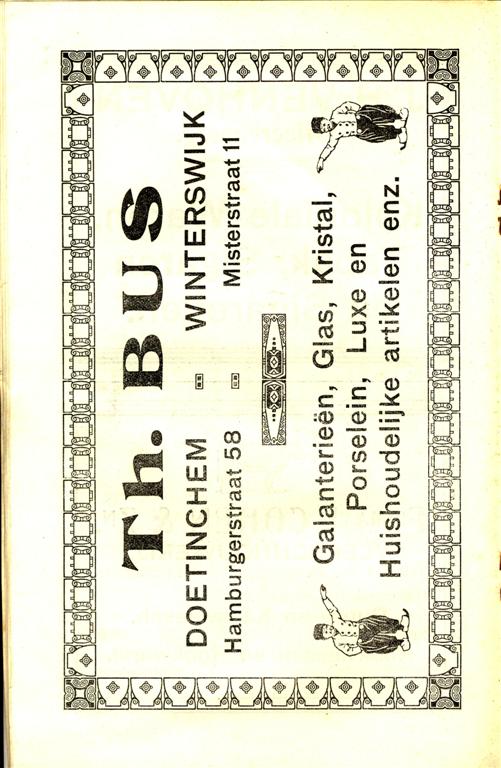 Th. BUS
DOETINCHEM WINTERSWIJK
Hamburgerstraat 58 Misterstraat 11
Galanterieën, Glas, Kristal,
Porselein, Luxe en
Huishoudelijke artikelen enz.